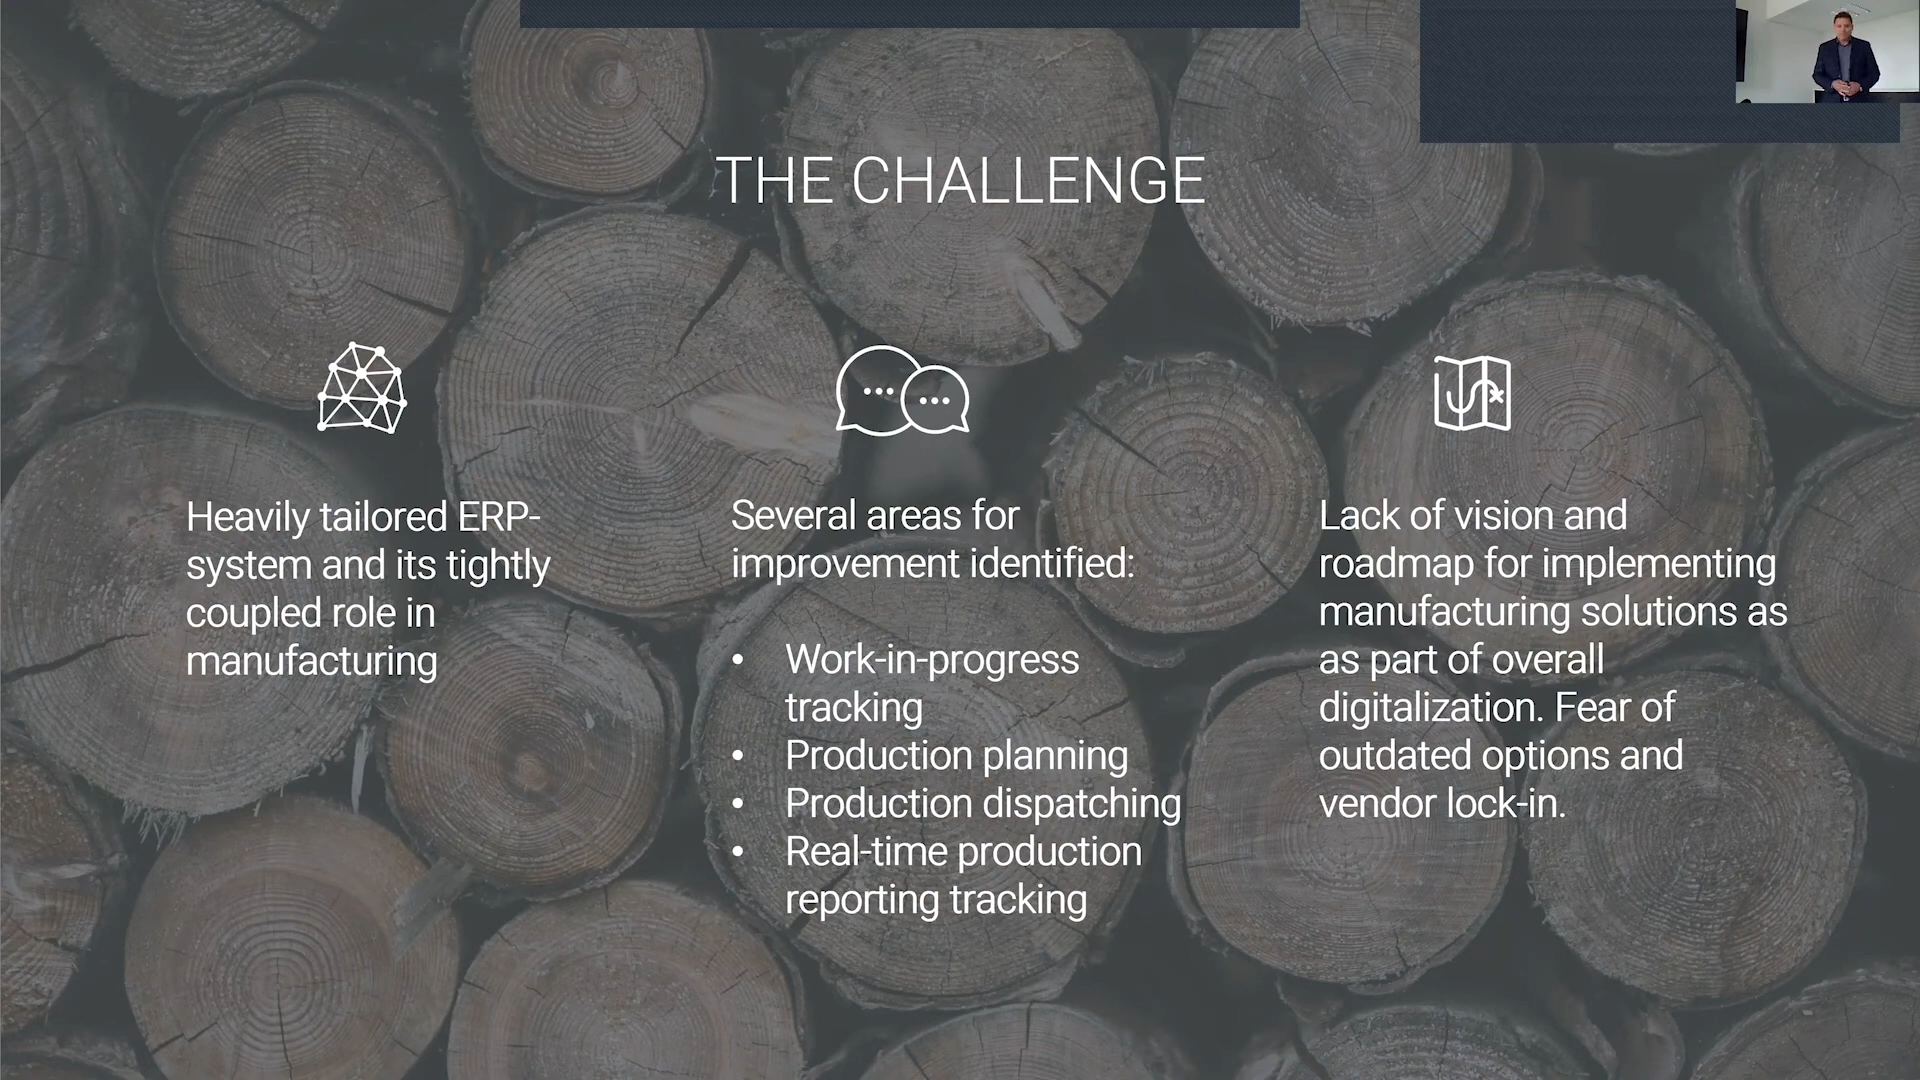 THE CHALLENGE
Heavily tailored ERP-
system and its tightly
coupled role in
manufacturing
Several areas for
improvement identified:
• Work-in-progress
tracking
• Production planning
• Production dispatching
• Real-time production
reporting tracking
Lack of vision and
roadmap for implementing
manufacturing solutions as
as part of overall
digitalization. Fear of
outdated options and
vendor lock-in.